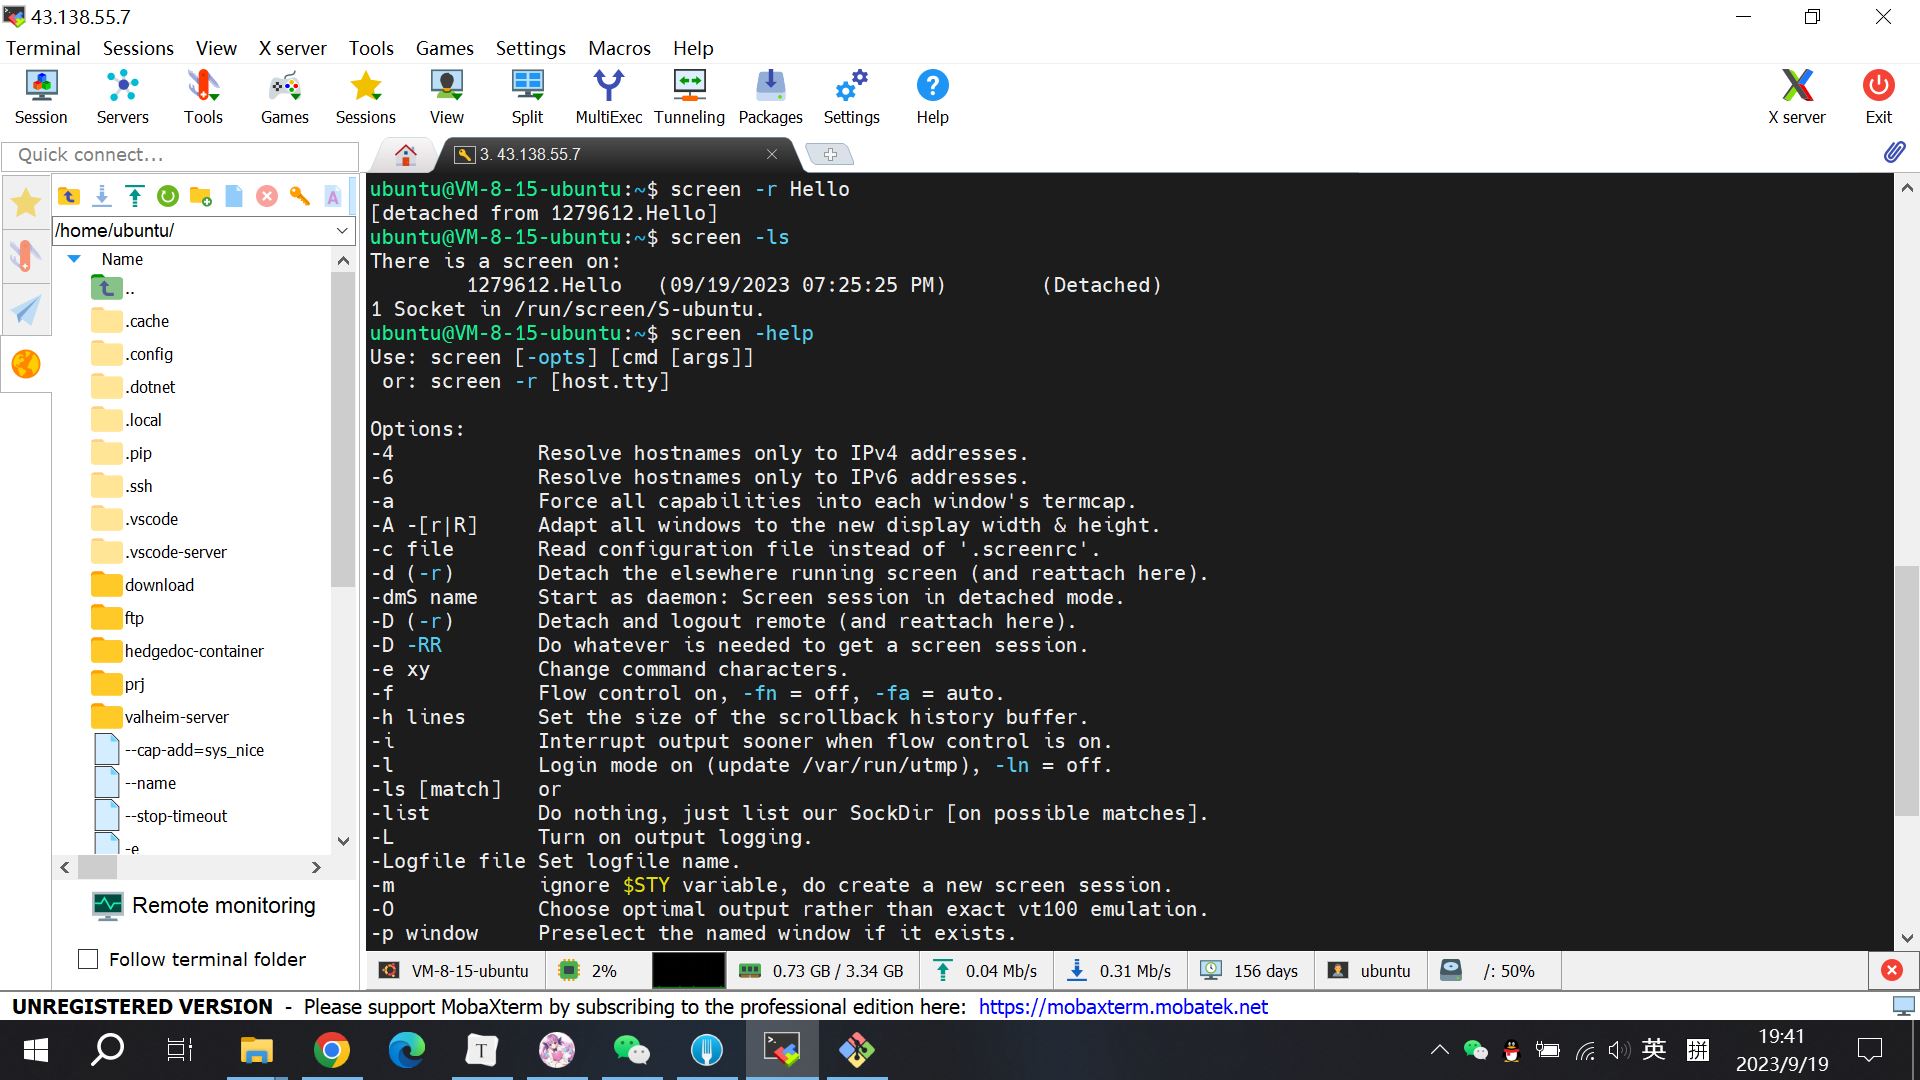 43.138.55.7
Terminal Sessions View X server Tools Games Settings Macros Help
Session Servers Tools Games Sessions View Split MultiExec Tunneling Packages Settings Help X server Exit
Quick connect...
3. 43.138.55.7
/home/ubuntu/
Name
..
.cache
.config
.dotnet
.local
.pip
.ssh
.vscode
.vscode-server
download
ftp
hedgedoc-container
prj
valheim-server
--cap-add=sys_nice
--name
--stop-timeout
-e
Remote monitoring
Follow terminal folder
ubuntu@VM-8-15-ubuntu:~$ screen -r Hello
[detached from 1279612.Hello]
ubuntu@VM-8-15-ubuntu:~$ screen -ls
There is a screen on:
1279612.Hello (09/19/2023 07:25:25 PM) (Detached)
1 Socket in /run/screen/S-ubuntu.
ubuntu@VM-8-15-ubuntu:~$ screen -help
Use: screen [-opts] [cmd [args]]
or: screen -r [host.tty]
Options:
-4 Resolve hostnames only to IPv4 addresses.
-6 Resolve hostnames only to IPv6 addresses.
-a Force all capabilities into each window's termcap.
-A -[r|R] Adapt all windows to the new display width & height.
-c file Read configuration file instead of '.screenrc'.
-d (-r) Detach the elsewhere running screen (and reattach here).
-dmS name Start as daemon: Screen session in detached mode.
-D (-r) Detach and logout remote (and reattach here).
-D -RR Do whatever is needed to get a screen session.
-e xy Change command characters.
-f Flow control on, -fn = off, -fa = auto.
-h lines Set the size of the scrollback history buffer.
-i Interrupt output sooner when flow control is on.
-l Login mode on (update /var/run/utmp), -ln = off.
-ls [match] or
-list Do nothing, just list our SockDir [on possible matches].
-L Turn on output logging.
-Logfile file Set logfile name.
-m ignore $STY variable, do create a new screen session.
-O Choose optimal output rather than exact vt100 emulation.
-p window Preselect the named window if it exists.
VM-8-15-ubuntu 2% 0.73 GB / 3.34 GB 0.04 Mb/s 0.31 Mb/s 156 days ubuntu /: 50%
UNREGISTERED VERSION - Please support MobaXterm by subscribing to the professional edition here: https://mobaxterm.mobatek.net
T
英
拼
19:41
2023/9/19